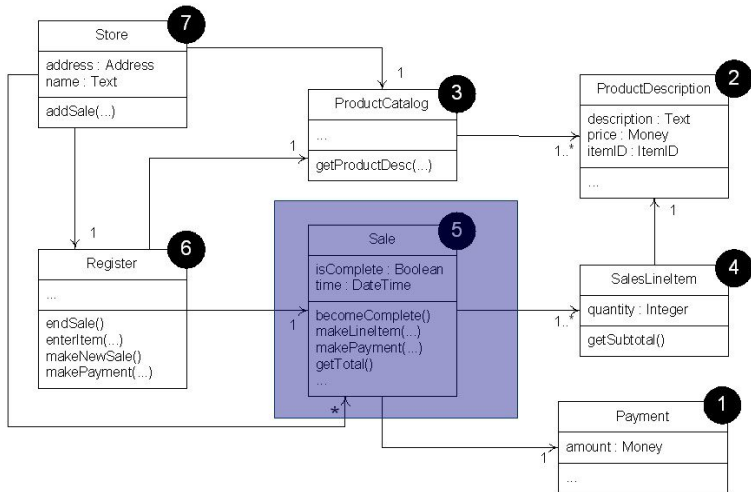 7
Store
address : Address
name : Text
addSale(...)
1
3
ProductCatalog
...
getProductDesc(...)
1
2
ProductDescription
description : Text
price : Money
itemID : ItemID
...
1..*
1
1
6
Register
...
endSale()
enterItem(...)
makeNewSale()
makePayment(...)
1
5
Sale
isComplete : Boolean
time : DateTime
becomeComplete()
makeLineItem(...)
makePayment(...)
getTotal()
...
*
4
SalesLineItem
quantity : Integer
getSubtotal()
1..*
1
Payment
amount : Money
...
1